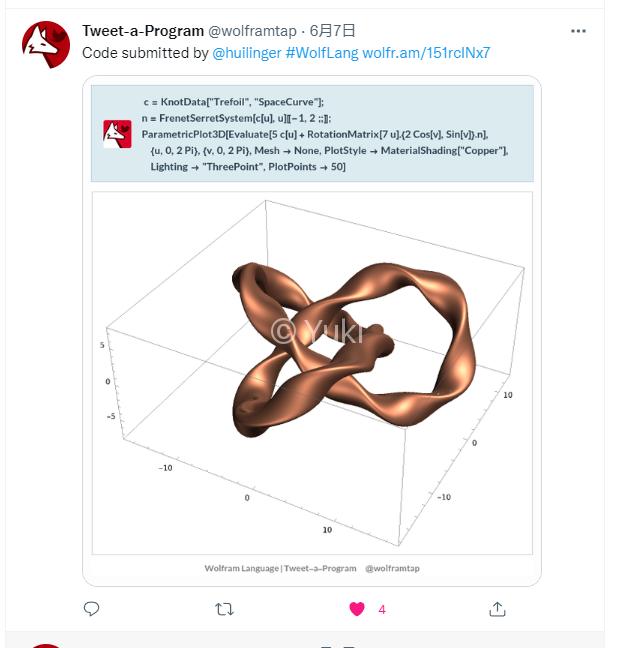 Tweet-a-Program @wolframtap · 6月7日
Code submitted by @huilinger #WolfLang wolfr.am/151rcINx7
c = KnotData["Trefoil", "SpaceCurve"];
n = FrenetSerretSystem[c[u], u]⟦-1, 2 ;;⟧;
ParametricPlot3D[Evaluate[5 c[u] + RotationMatrix[7 u].{2 Cos[v], Sin[v]}.n],
{u, 0, 2 Pi}, {v, 0, 2 Pi}, Mesh → None, PlotStyle → MaterialShading["Copper"],
Lighting → "ThreePoint", PlotPoints → 50]
5
0
-5
-10
0
10
10
0
-10
© Yuki
Wolfram Language | Tweet-a-Program @wolframtap
4